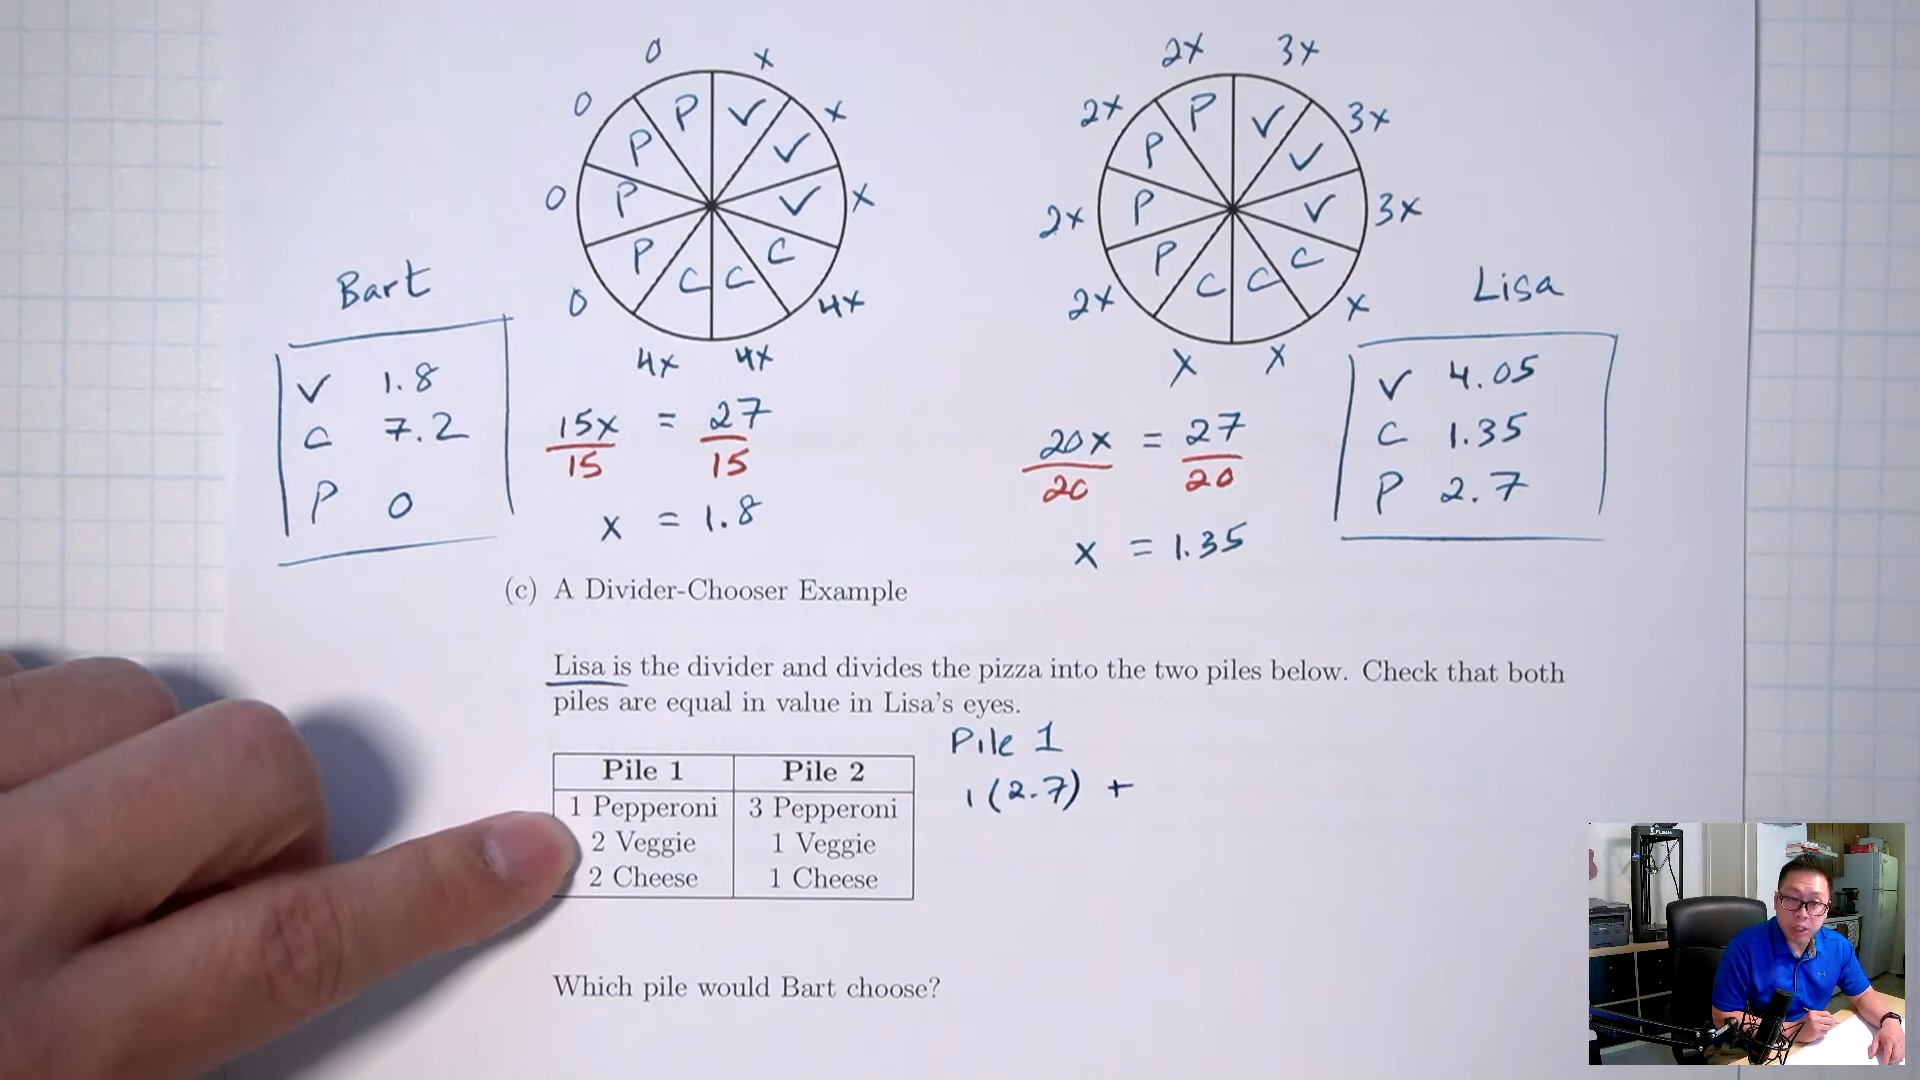 0 x
0 P V x
P V
0 P V x
P C C C
0 4x
4x 4x
Bart
V 1.8
C 7.2
P 0
15x = 27
15 15
x = 1.8
2x 3x
2x P V 3x
P V
2x P V 3x
P C C C
2x x
x x
Lisa
V 4.05
C 1.35
P 2.7
20x = 27
20 20
x = 1.35
(c) A Divider-Chooser Example
Lisa is the divider and divides the pizza into the two piles below. Check that both
piles are equal in value in Lisa's eyes.
Pile 1 Pile 2
1 Pepperoni 3 Pepperoni
2 Veggie 1 Veggie
2 Cheese 1 Cheese
Pile 1
1(2.7) +
Which pile would Bart choose?